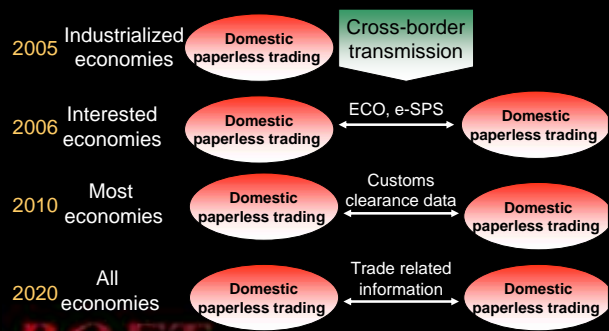 2005 Industrialized economies
Domestic paperless trading
Cross-border transmission
2006 Interested economies
Domestic paperless trading
ECO, e-SPS
Domestic paperless trading
2010 Most economies
Domestic paperless trading
Customs clearance data
Domestic paperless trading
2020 All economies
Domestic paperless trading
Trade related information
Domestic paperless trading